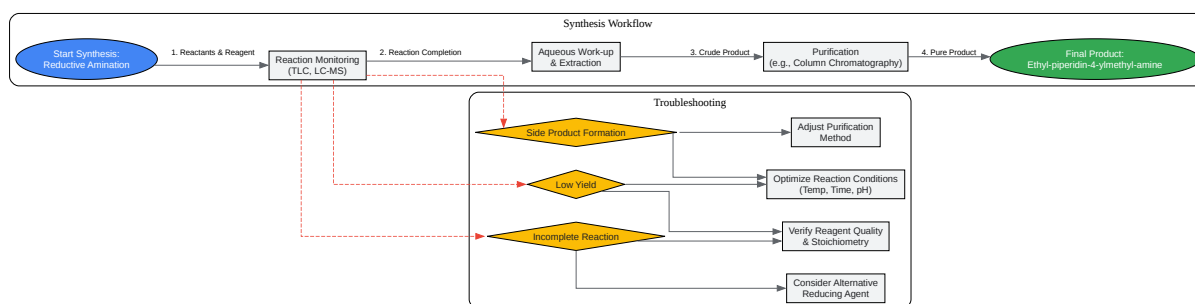 Synthesis Workflow
Start Synthesis:
Reductive Amination
1. Reactants & Reagent
Reaction Monitoring
(TLC, LC-MS)
2. Reaction Completion
Aqueous Work-up
& Extraction
3. Crude Product
Purification
(e.g., Column Chromatography)
4. Pure Product
Final Product:
Ethyl-piperidin-4-ylmethyl-amine
Troubleshooting
Side Product Formation
Adjust Purification
Method
Low Yield
Optimize Reaction Conditions
(Temp, Time, pH)
Incomplete Reaction
Verify Reagent Quality
& Stoichiometry
Consider Alternative
Reducing Agent